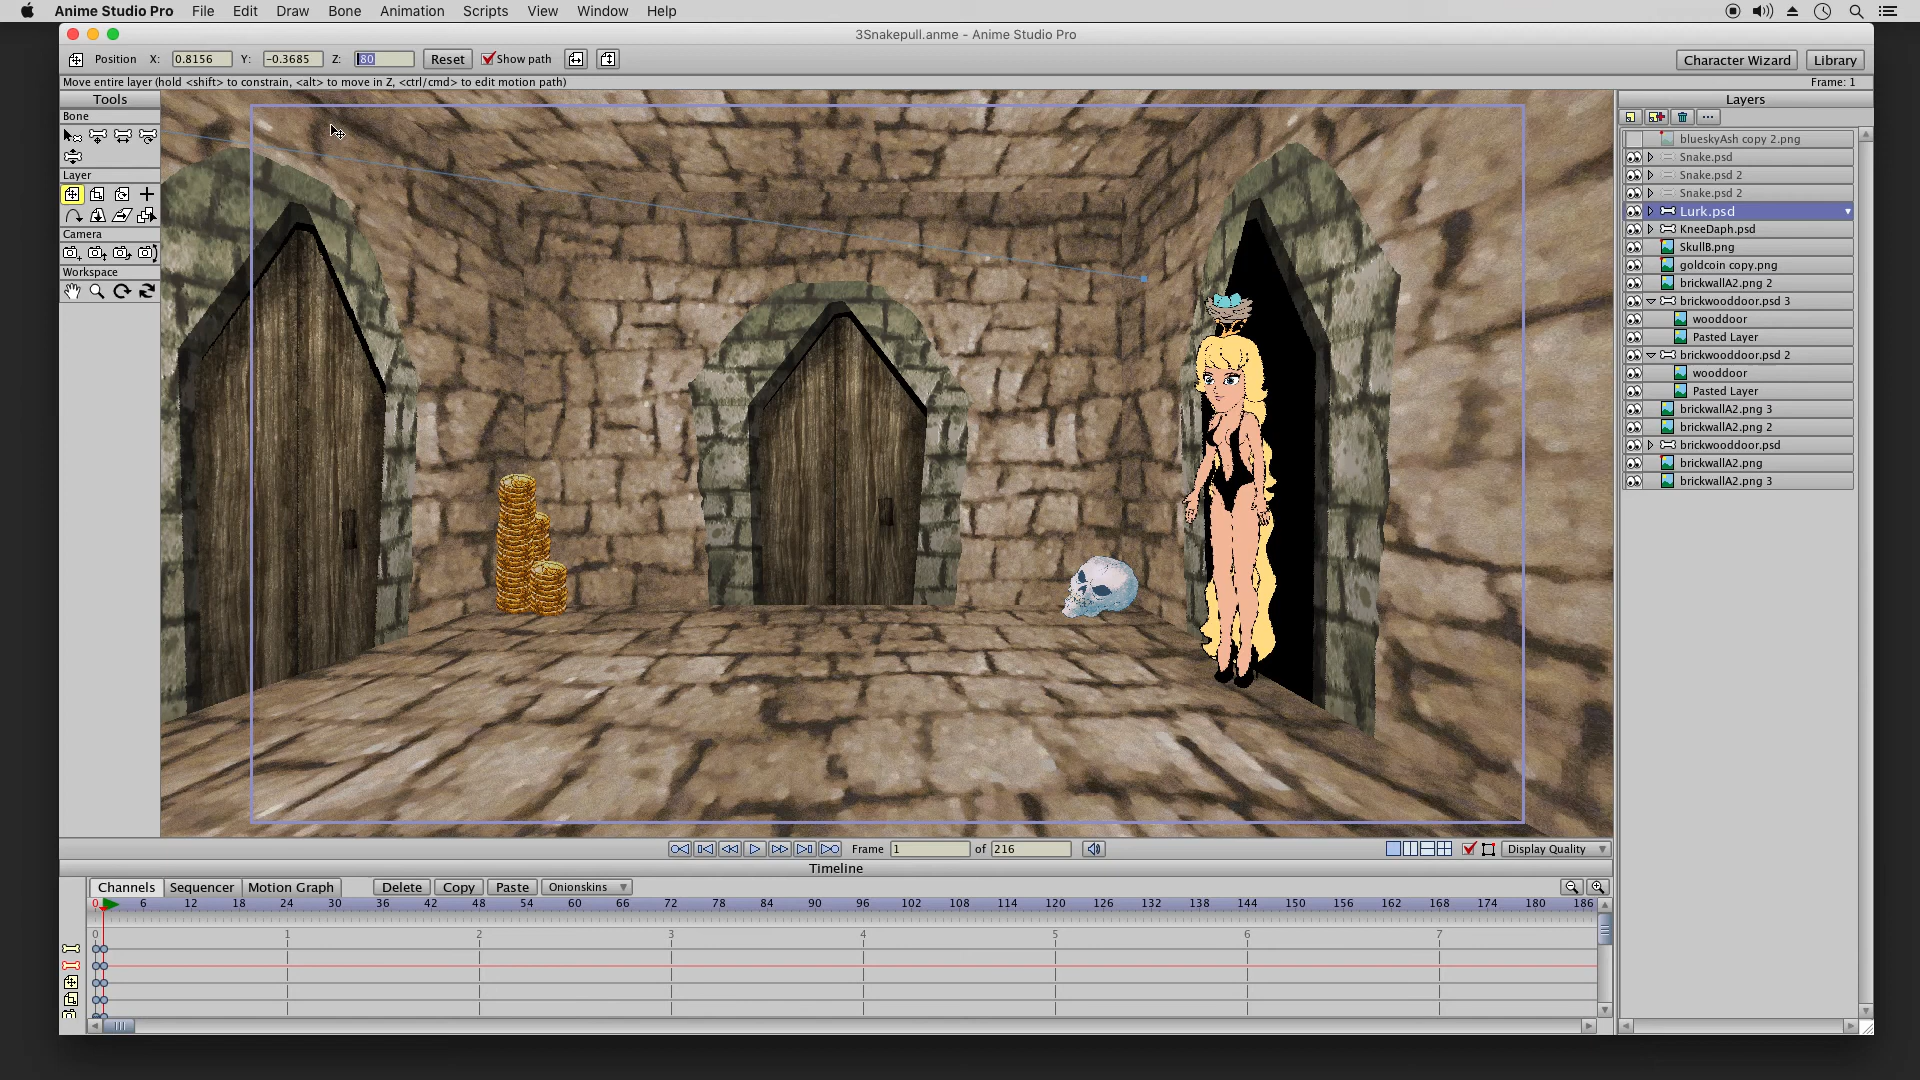 Anime Studio Pro File Edit Draw Bone Animation Scripts View Window Help
3Snakepull.anme - Anime Studio Pro
Position X: 0.8156 Y: -0.3685 Z: .80 Reset Show path Character Wizard Library
Move entire layer (hold <shift> to constrain, <alt> to move in Z, <ctrl/cmd> to edit motion path) Frame: 1
Tools
Bone
Layer
Camera
Workspace
Layers
blueskyAsh copy 2.png
Snake.psd
Snake.psd 2
Snake.psd 2
Lurk.psd
KneeDaph.psd
SkullB.png
goldcoin copy.png
brickwallA2.png 2
brickwooddoor.psd 3
wooddoor
Pasted Layer
brickwooddoor.psd 2
wooddoor
Pasted Layer
brickwallA2.png 3
brickwallA2.png 2
brickwooddoor.psd
brickwallA2.png
brickwallA2.png 3
Frame 1 of 216 Display Quality
Timeline
Channels Sequencer Motion Graph Delete Copy Paste Onionskins
0 6 12 18 24 30 36 42 48 54 60 66 72 78 84 90 96 102 108 114 120 126 132 138 144 150 156 162 168 174 180 186
0 1 2 3 4 5 6 7